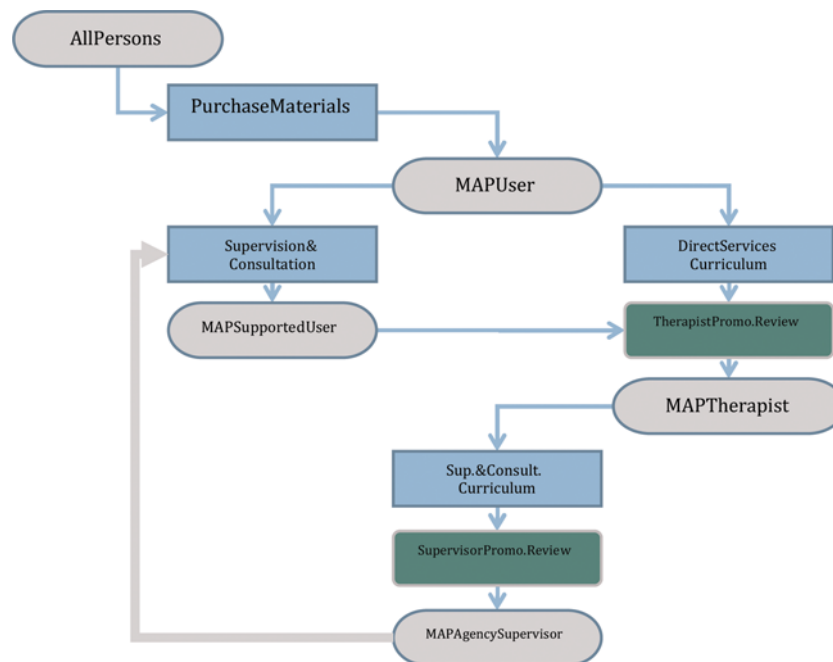 AllPersons
PurchaseMaterials
MAPUser
Supervision&
Consultation
DirectServices
Curriculum
MAPSupportedUser
TherapistPromo.Review
MAPTherapist
Sup.&Consult.
Curriculum
SupervisorPromo.Review
MAPAgencySupervisor